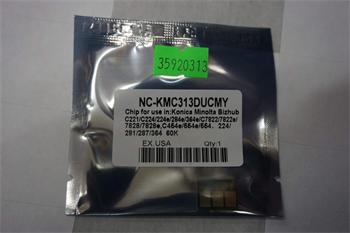 35920313
NC-KMC313DUCMY
Chip for use in:Konica Minolta Bizhub
C221/C224/224e/284e/364e/C7822/7822e/
7828/7828e,C454e/554e/554, 224/
281/287/364 60K
EX.USA Qty:1